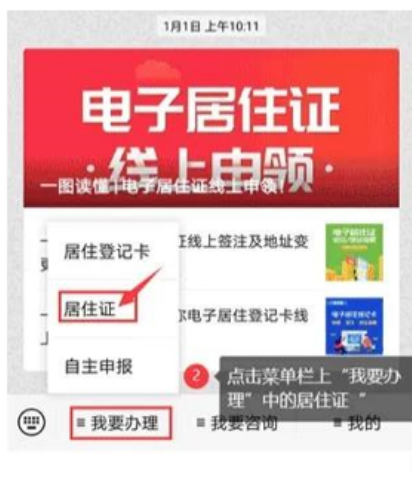 1月1日 上午10:11
电子居住证
·线上申领·
一图读懂|电子居住证线上申领!
证线上签注及地址变
居住登记卡
居住证
你电子居住登记卡线
自主申报
2 点击菜单栏上“我要办
理”中的居住证“
≡ 我要办理
≡ 我要咨询
≡ 我的